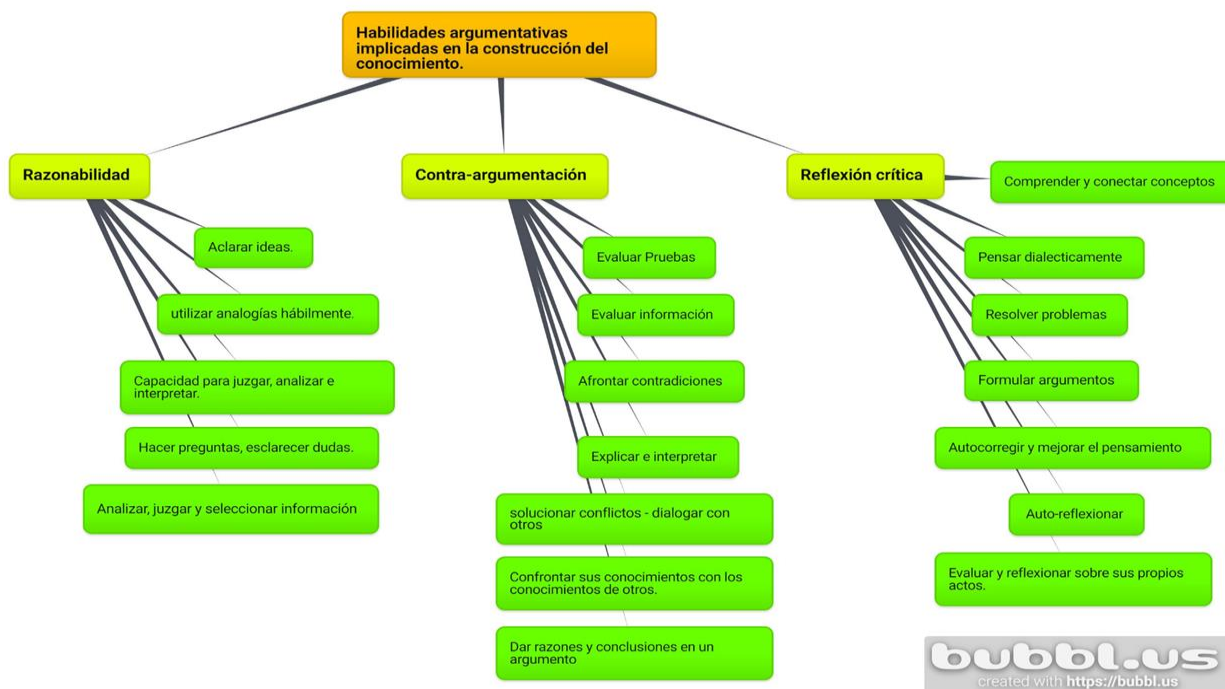 Habilidades argumentativas
implicadas en la construcción del
conocimiento.
Razonabilidad
Aclarar ideas.
utilizar analogías hábilmente.
Capacidad para juzgar, analizar e
interpretar.
Hacer preguntas, esclarecer dudas.
Analizar, juzgar y seleccionar información
Contra-argumentación
Evaluar Pruebas
Evaluar información
Afrontar contradiciones
Explicar e interpretar
solucionar conflictos - dialogar con
otros
Confrontar sus conocimientos con los
conocimientos de otros.
Dar razones y conclusiones en un
argumento
Reflexión crítica
Comprender y conectar conceptos
Pensar dialecticamente
Resolver problemas
Formular argumentos
Autocorregir y mejorar el pensamiento
Auto-reflexionar
Evaluar y reflexionar sobre sus propios
actos.
bubbl.us
created with https://bubbl.us